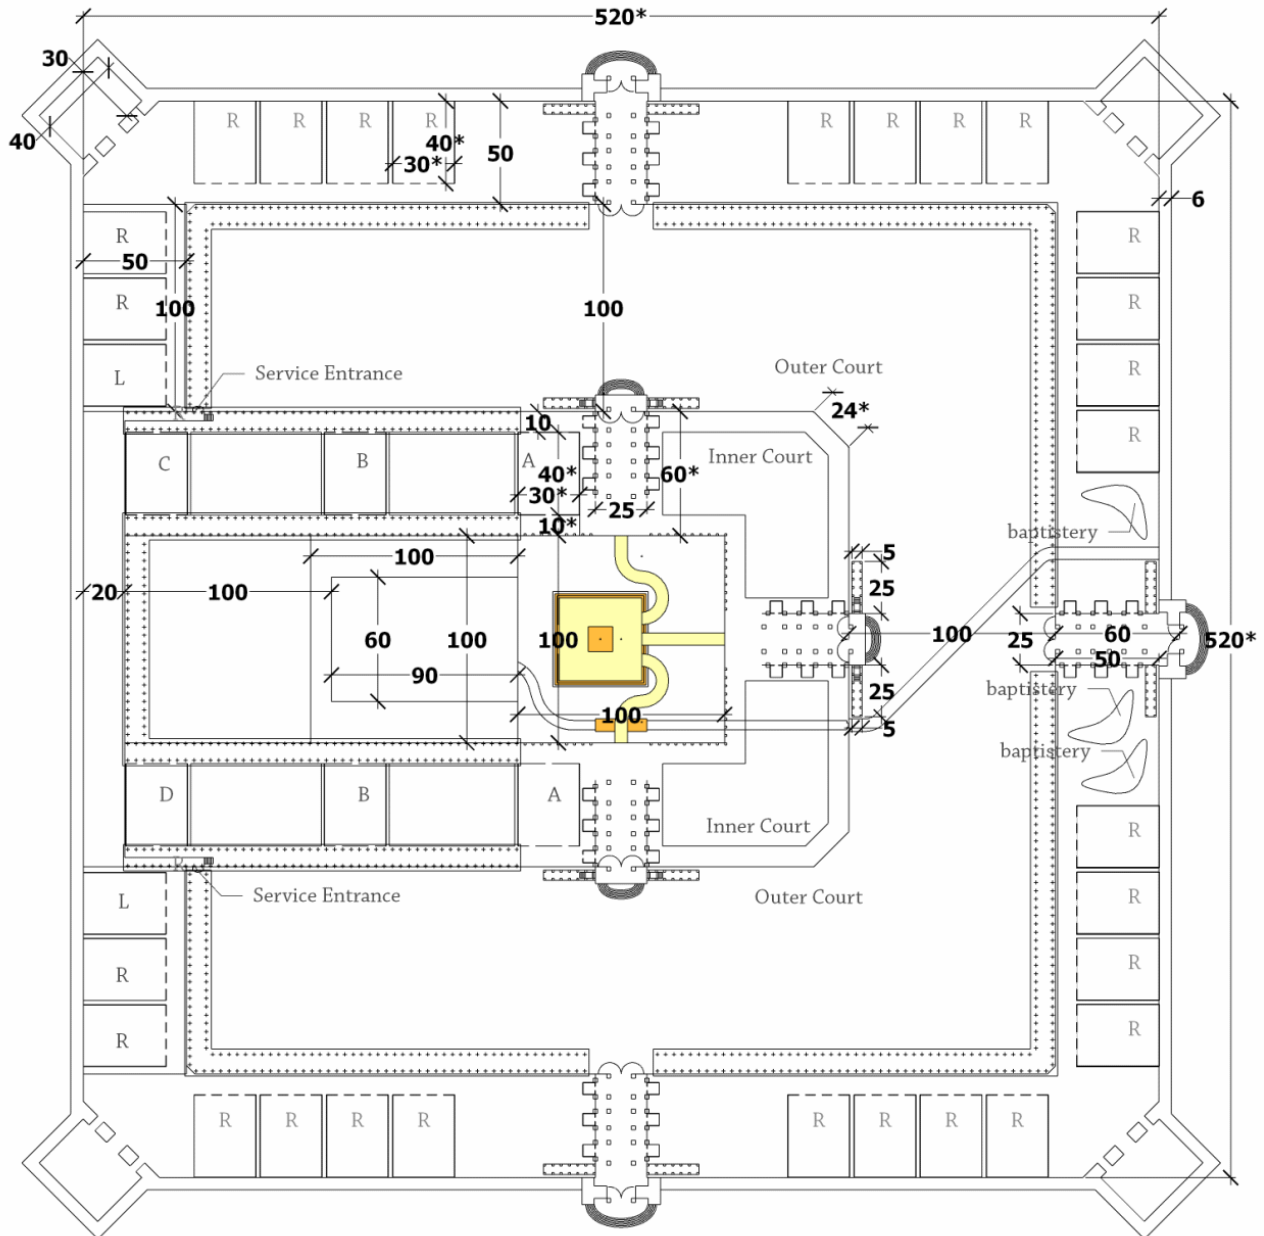 520*
30
40
R R R R
40*
30*
50
R R R R
6
R
50
R
100
100
L
Service Entrance
Outer Court
24*
R
R
R
R
10
Inner Court
C B A
40*
60*
30*
25
10*
baptistery
100
5
25
20
100
60
100
100
100
25
60
520*
50
90
25
baptistery
100
5
baptistery
D B A
Inner Court
R
Service Entrance
Outer Court
L
R
R
R
R
R
R
R R R R
R R R R